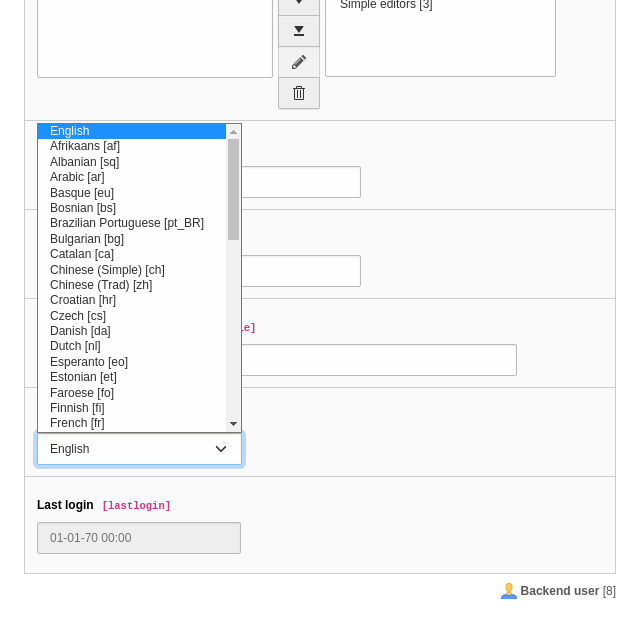 Simple editors [3]
English
Afrikaans [af]
Albanian [sq]
Arabic [ar]
Basque [eu]
Bosnian [bs]
Brazilian Portuguese [pt_BR]
Bulgarian [bg]
Catalan [ca]
Chinese (Simple) [ch]
Chinese (Trad) [zh]
Croatian [hr]
Czech [cs]
Danish [da]
Dutch [nl]
Esperanto [eo]
Estonian [et]
Faroese [fo]
Finnish [fi]
French [fr]
English
Last login [lastlogin]
01-01-70 00:00
Backend user [8]